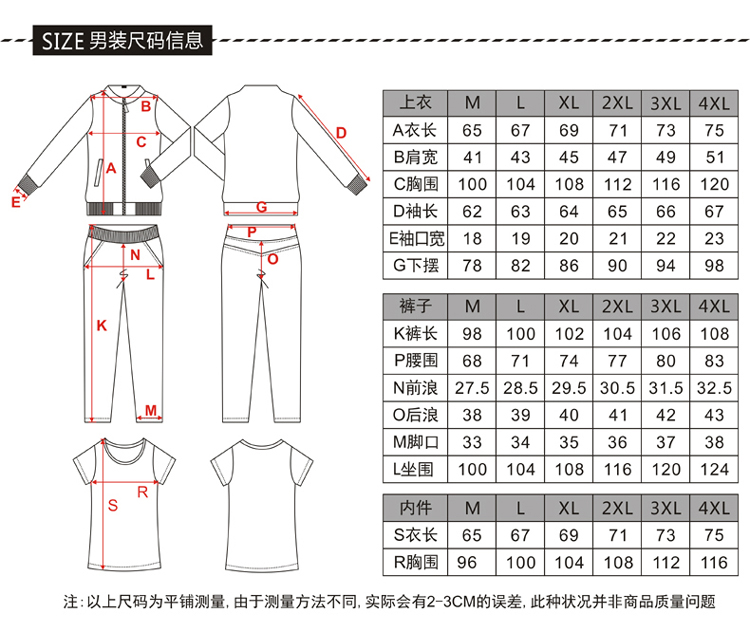 SIZE 男装尺码信息
B
C
A
D
E
G
P
N
O
L
K
M
R
S
上衣 M L XL 2XL 3XL 4XL
A衣长 65 67 69 71 73 75
B肩宽 41 43 45 47 49 51
C胸围 100 104 108 112 116 120
D袖长 62 63 64 65 66 67
E袖口宽 18 19 20 21 22 23
G下摆 78 82 86 90 94 98
裤子 M L XL 2XL 3XL 4XL
K裤长 98 100 102 104 106 108
P腰围 68 71 74 77 80 83
N前浪 27.5 28.5 29.5 30.5 31.5 32.5
O后浪 38 39 40 41 42 43
M脚口 33 34 35 36 37 38
L坐围 100 104 108 116 120 124
内件 M L XL 2XL 3XL 4XL
S衣长 65 67 69 71 73 75
R胸围 96 100 104 108 112 116
注:以上尺码为平铺测量,由于测量方法不同,实际会有2-3CM的误差,此种状况并非商品质量问题